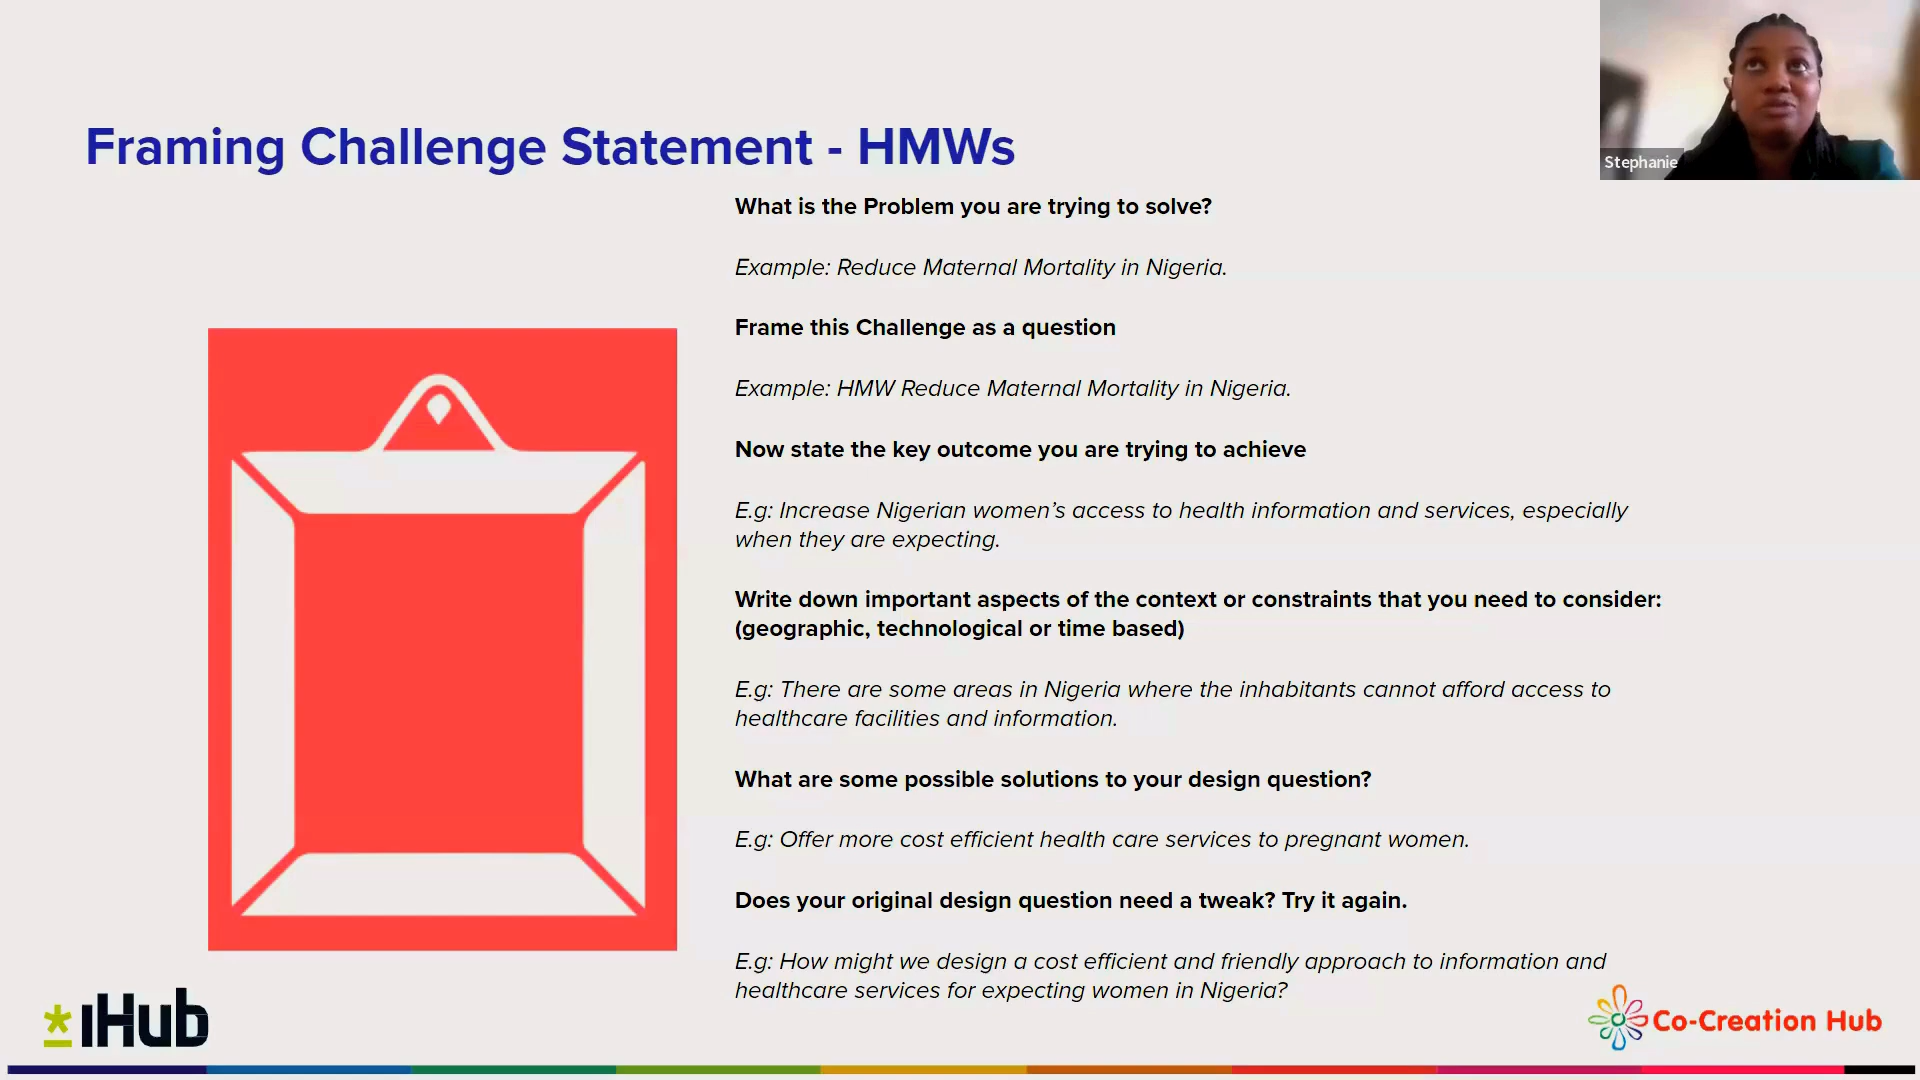 Framing Challenge Statement - HMWs
Stephanie
What is the Problem you are trying to solve?
Example: Reduce Maternal Mortality in Nigeria.
Frame this Challenge as a question
Example: HMW Reduce Maternal Mortality in Nigeria.
Now state the key outcome you are trying to achieve
E.g: Increase Nigerian women’s access to health information and services, especially
when they are expecting.
Write down important aspects of the context or constraints that you need to consider:
(geographic, technological or time based)
E.g: There are some areas in Nigeria where the inhabitants cannot afford access to
healthcare facilities and information.
What are some possible solutions to your design question?
E.g: Offer more cost efficient health care services to pregnant women.
Does your original design question need a tweak? Try it again.
E.g: How might we design a cost efficient and friendly approach to information and
healthcare services for expecting women in Nigeria?
iHub
Co-Creation Hub